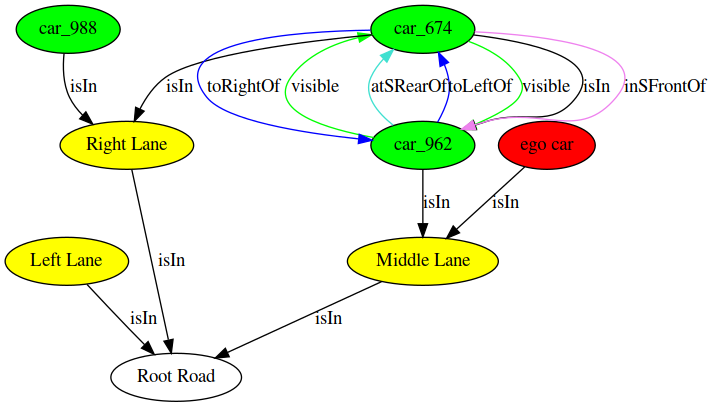 car_988
car_674
isIn
isIn
toRightOf
visible
atSRearOf
toLeftOf
visible
isIn
inSFrontOf
Right Lane
car_962
ego car
isIn
isIn
Left Lane
isIn
Middle Lane
isIn
isIn
Root Road